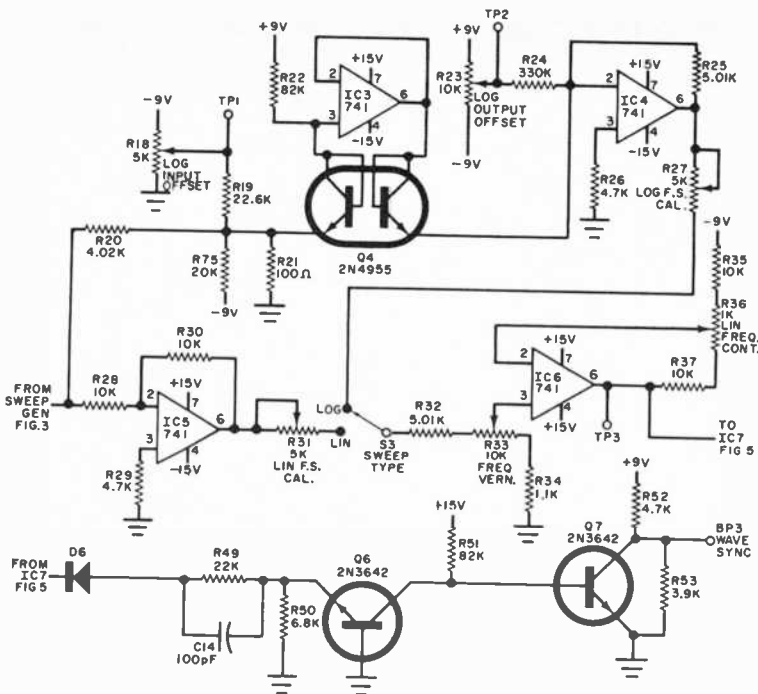 +9V
R22
82K
+15V
2
7
IC3
741
6
3
4
-15V
TP2
+9V
R23
10K
LOG
OUTPUT
OFFSET
-9V
R24
330K
R25
5.01K
+15V
2
7
IC4
741
6
3
4
-15V
R26
4.7K
R27
5K
LOG F.S.
CAL.
TP1
-9V
R18
5K
LOG
INPUT
OFFSET
R19
22.6K
R20
4.02K
R75
20K
-9V
R21
100Ω
Q4
2N4955
-9V
R35
10K
R36
1K
LIN
FREQ.
CONT.
R37
10K
FROM
SWEEP
GEN
FIG.3
R28
10K
R30
10K
+15V
2
7
IC5
741
6
3
4
-15V
R29
4.7K
R31
5K
LIN F.S.
CAL.
LOG
LIN
S3
SWEEP
TYPE
R32
5.01K
R33
10K
FREQ
VERN.
R34
1.1K
+15V
2
7
IC6
741
6
3
4
+15V
TP3
TO
IC7
FIG 5
FROM
IC7
FIG 5
D6
R49
22K
C14
100pF
R50
6.8K
Q6
2N3642
+15V
R51
82K
Q7
2N3642
+9V
R52
4.7K
BP3
WAVE
SYNC
R53
3.9K